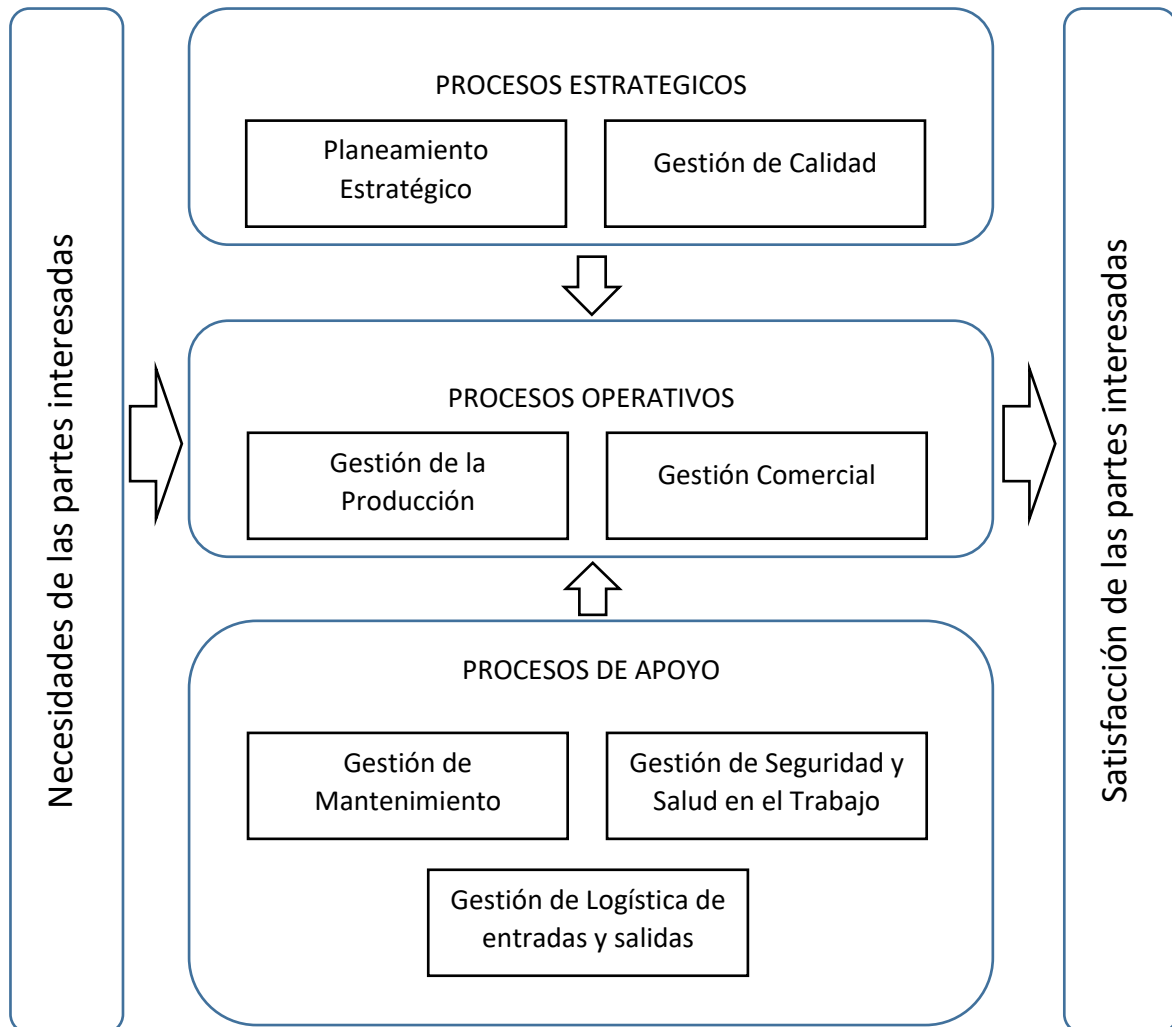 Necesidades de las partes interesadas
PROCESOS ESTRATEGICOS
Planeamiento
Estratégico
Gestión de Calidad
PROCESOS OPERATIVOS
Gestión de la
Producción
Gestión Comercial
PROCESOS DE APOYO
Gestión de
Mantenimiento
Gestión de Seguridad y
Salud en el Trabajo
Gestión de Logística de
entradas y salidas
Satisfacción de las partes interesadas